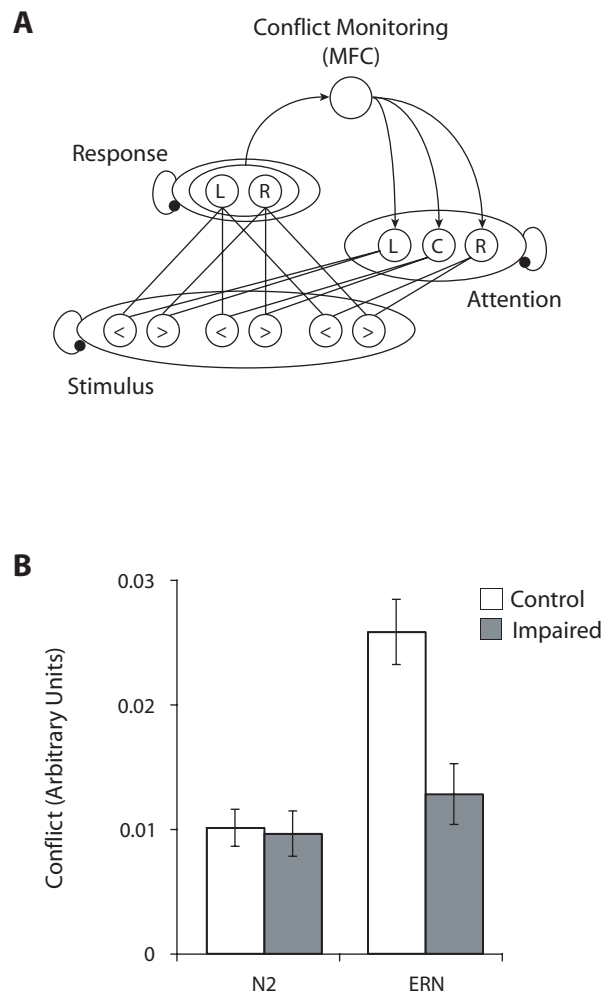 A
Conflict Monitoring
(MFC)
Response
L R
L C R
Attention
< > < > < >
Stimulus
B
0.03
Control
Impaired
0.02
Conflict (Arbitrary Units)
0.01
0
N2 ERN